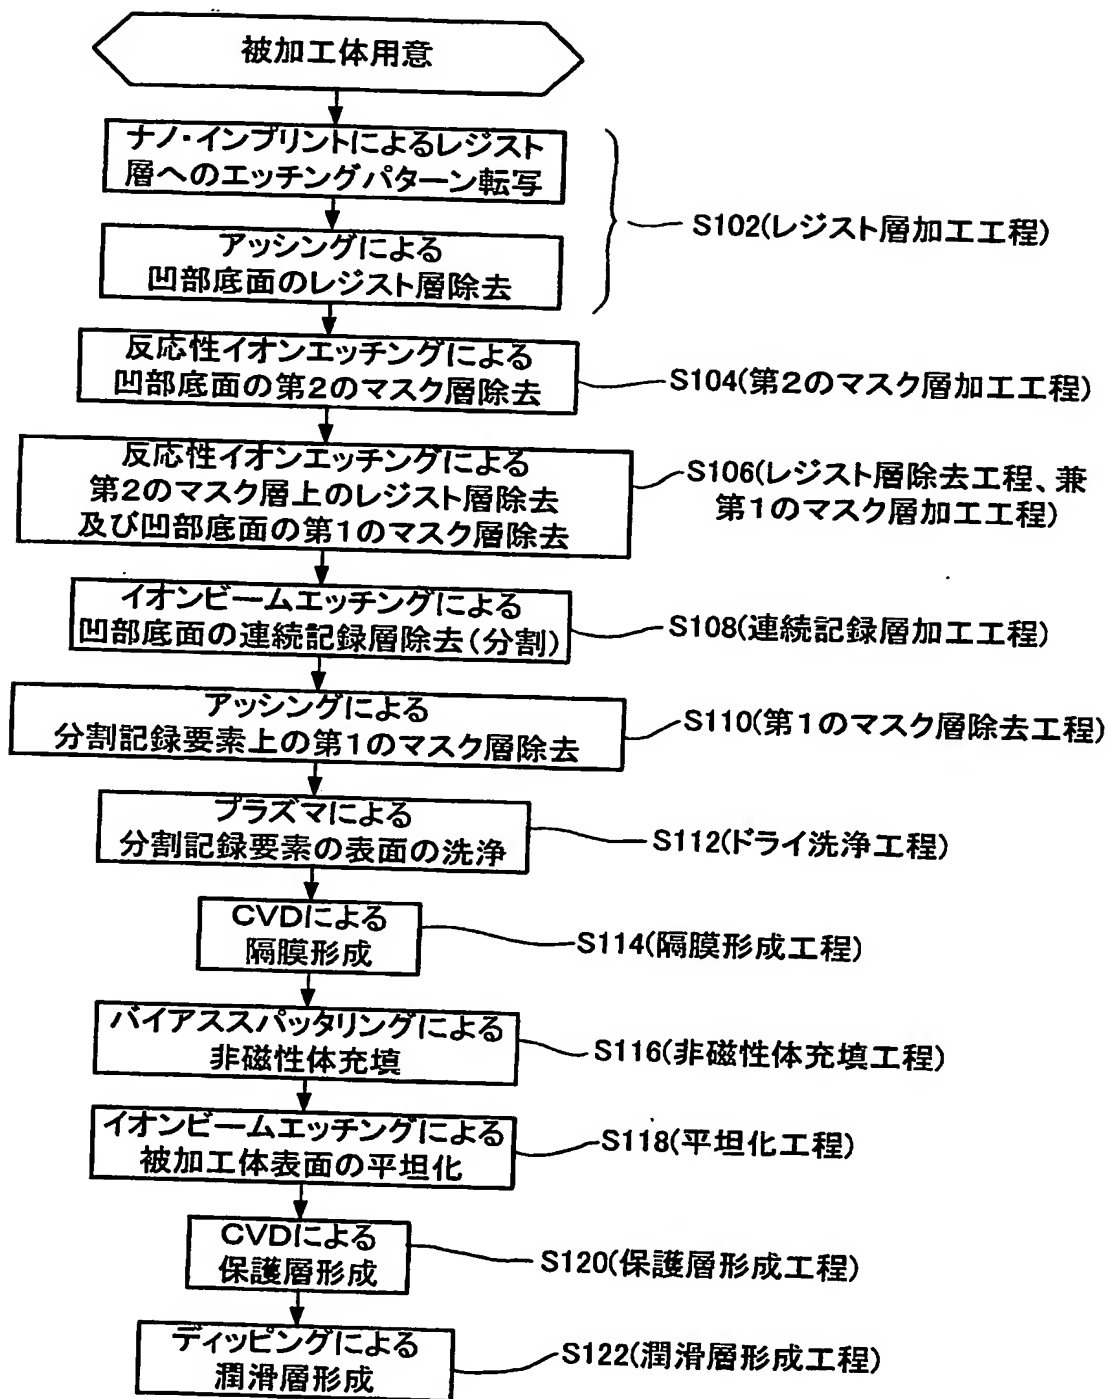 被加工体用意
ナノ・インプリントによるレジスト
層へのエッチングパターン転写
アッシングによる
凹部底面のレジスト層除去
S102(レジスト層加工工程)
反応性イオンエッチングによる
凹部底面の第2のマスク層除去
S104(第2のマスク層加工工程)
反応性イオンエッチングによる
第2のマスク層上のレジスト層除去
及び凹部底面の第1のマスク層除去
S106(レジスト層除去工程、兼
第1のマスク層加工工程)
イオンビームエッチングによる
凹部底面の連続記録層除去(分割)
S108(連続記録層加工工程)
アッシングによる
分割記録要素上の第1のマスク層除去
S110(第1のマスク層除去工程)
プラズマによる
分割記録要素の表面の洗浄
S112(ドライ洗浄工程)
CVDによる
隔膜形成
S114(隔膜形成工程)
バイアススパッタリングによる
非磁性体充填
S116(非磁性体充填工程)
イオンビームエッチングによる
被加工体表面の平坦化
S118(平坦化工程)
CVDによる
保護層形成
S120(保護層形成工程)
ディッピングによる
潤滑層形成
S122(潤滑層形成工程)